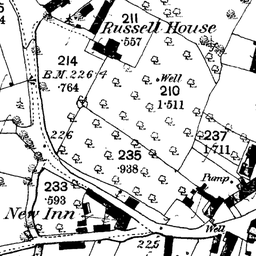 211
Russell House
.557
214
B.M. 226.4
.764
Well
210
1.511
226
237
1.711
235
.938
Pump
233
.593
New Inn
Well
225